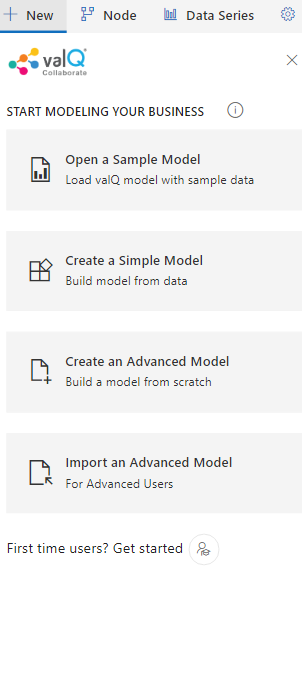 New Node Data Series
valQ®
Collaborate
START MODELING YOUR BUSINESS
Open a Sample Model
Load valQ model with sample data
Create a Simple Model
Build model from data
Create an Advanced Model
Build a model from scratch
Import an Advanced Model
For Advanced Users
First time users? Get started